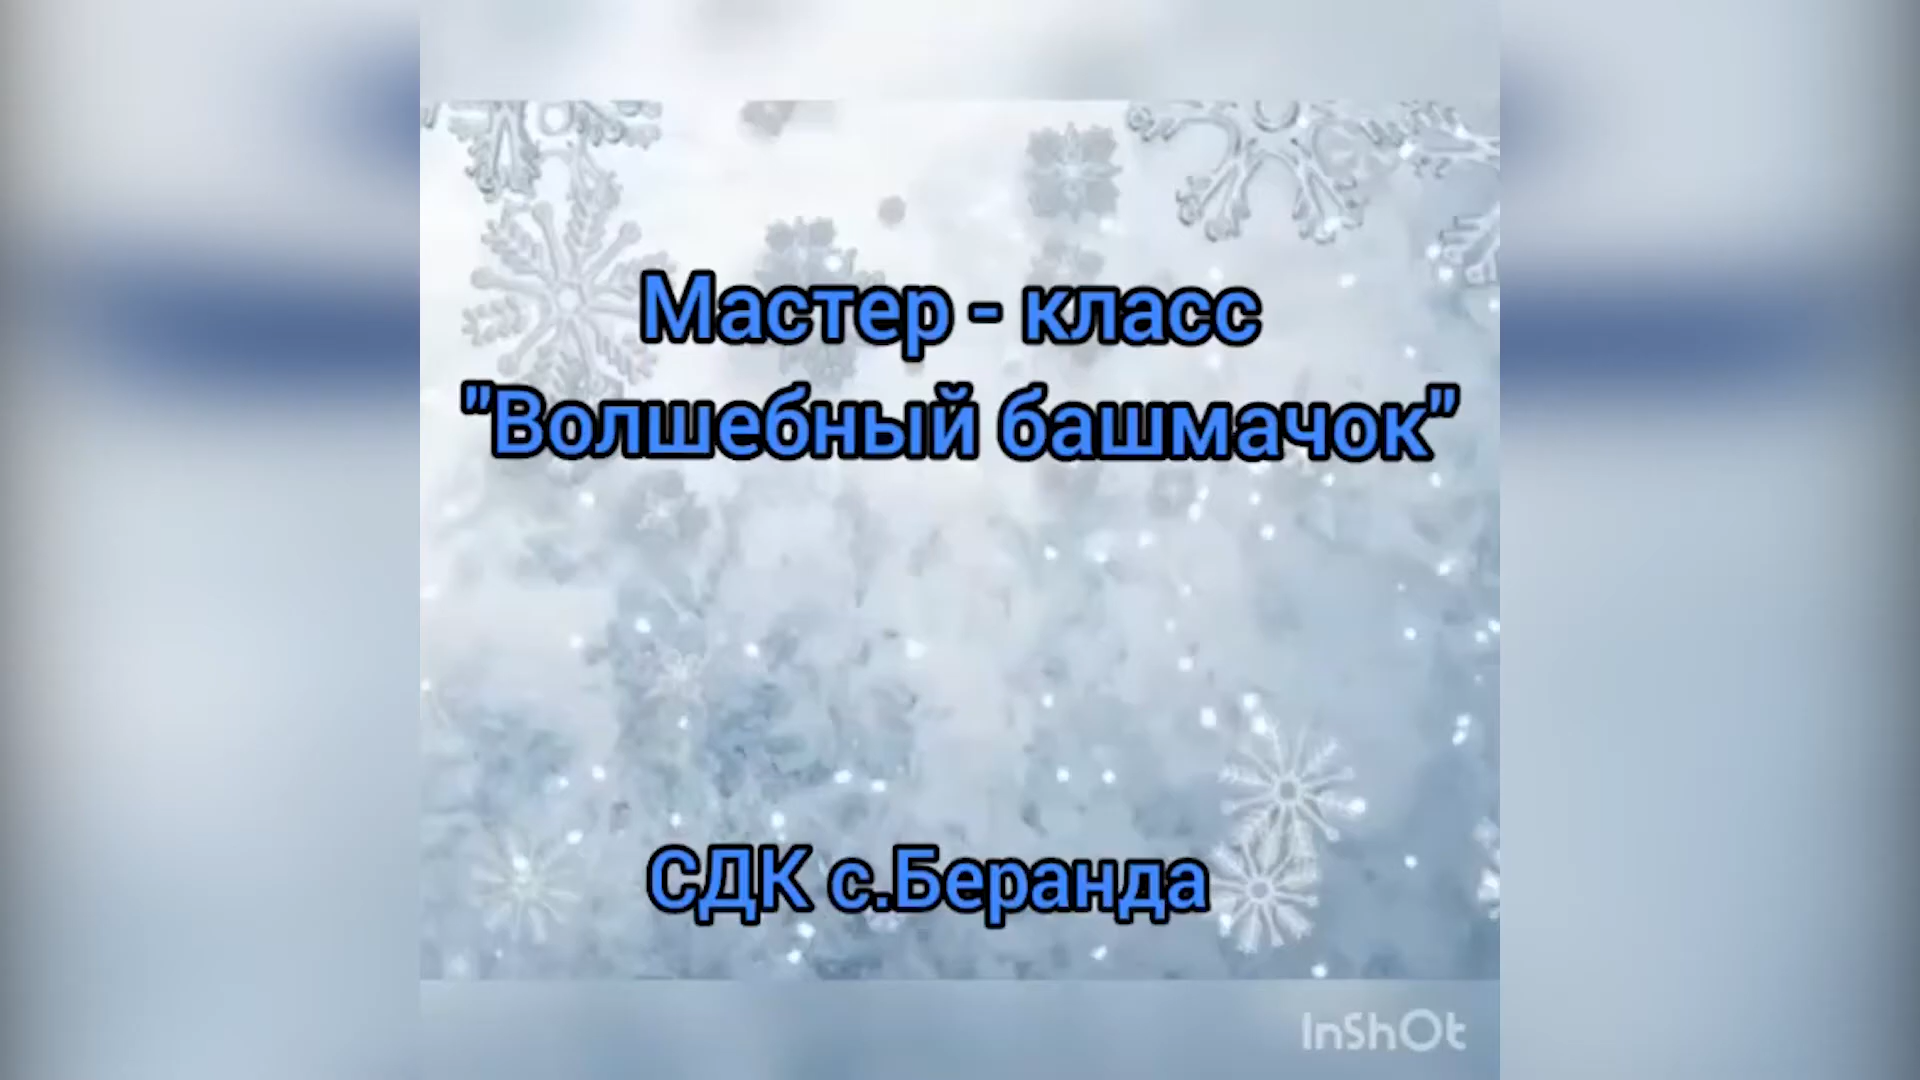 Мастер - класс
"Волшебный башмачок"
СДК с.Беранда
InShOt